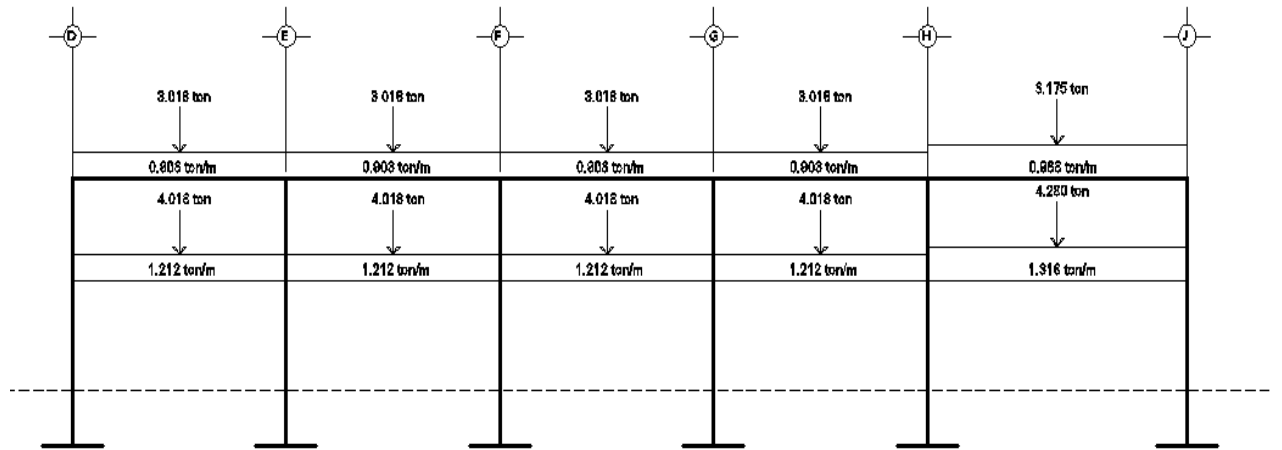 D E F G H J
3.175 ton
3.018 ton 3.018 ton 3.018 ton 3.018 ton
0.903 ton/m 0.903 ton/m 0.903 ton/m 0.903 ton/m 0.988 ton/m
4.018 ton 4.018 ton 4.018 ton 4.018 ton 4.280 ton
1.212 ton/m 1.212 ton/m 1.212 ton/m 1.212 ton/m 1.316 ton/m